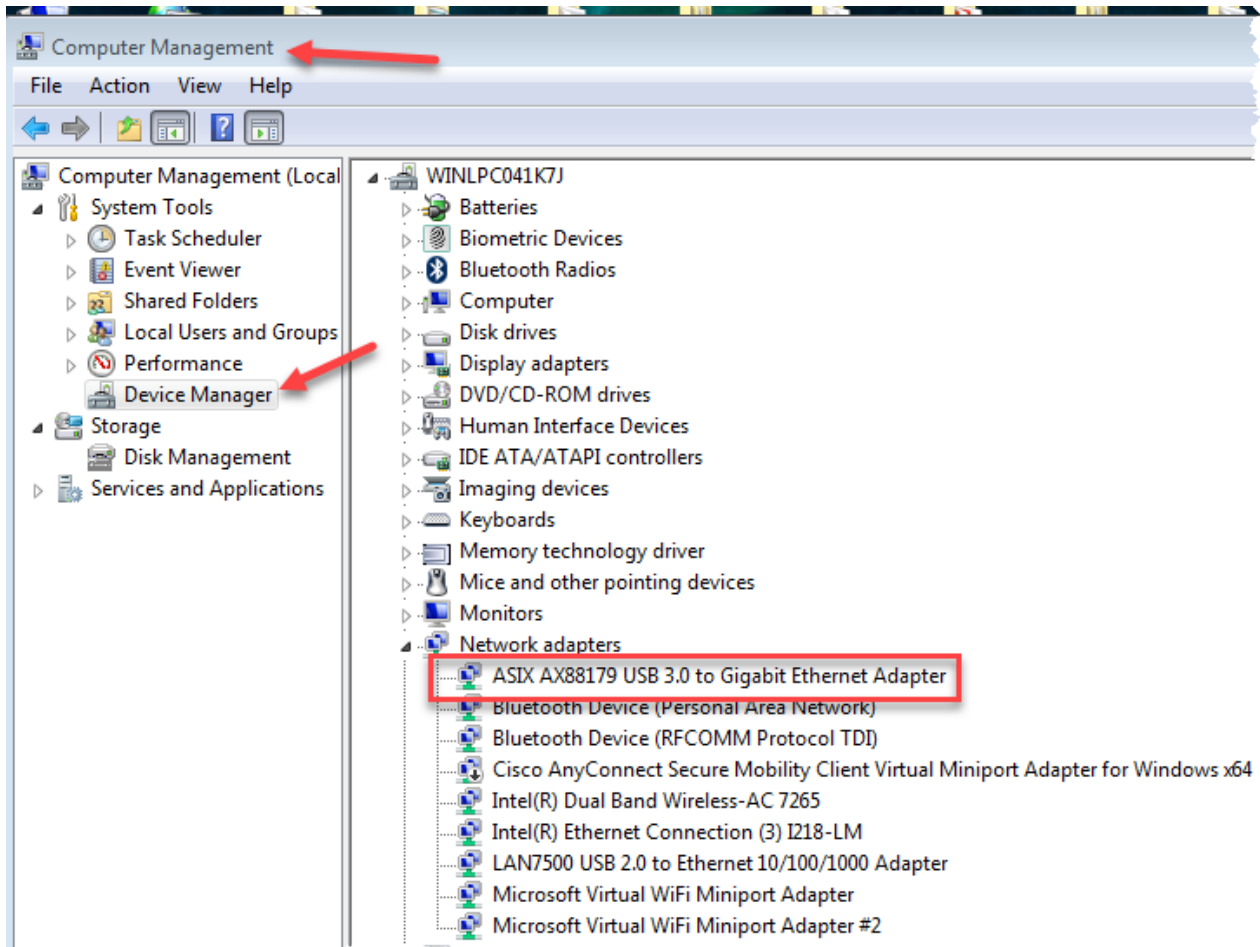 Computer Management
File Action View Help
Computer Management (Local
System Tools
Task Scheduler
Event Viewer
Shared Folders
Local Users and Groups
Performance
Device Manager
Storage
Disk Management
Services and Applications
WINLPC041K7J
Batteries
Biometric Devices
Bluetooth Radios
Computer
Disk drives
Display adapters
DVD/CD-ROM drives
Human Interface Devices
IDE ATA/ATAPI controllers
Imaging devices
Keyboards
Memory technology driver
Mice and other pointing devices
Monitors
Network adapters
ASIX AX88179 USB 3.0 to Gigabit Ethernet Adapter
Bluetooth Device (Personal Area Network)
Bluetooth Device (RFCOMM Protocol TDI)
Cisco AnyConnect Secure Mobility Client Virtual Miniport Adapter for Windows x64
Intel(R) Dual Band Wireless-AC 7265
Intel(R) Ethernet Connection (3) I218-LM
LAN7500 USB 2.0 to Ethernet 10/100/1000 Adapter
Microsoft Virtual WiFi Miniport Adapter
Microsoft Virtual WiFi Miniport Adapter #2